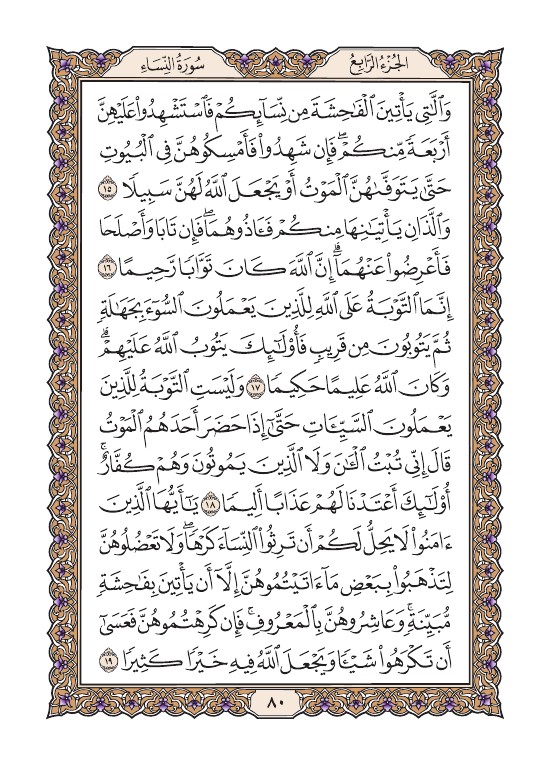 الجُزْءُ الرَّابِعُ
سُورَةُ النِّسَاءِ
وَٱلَّٰتِي يَأۡتِينَ ٱلۡفَٰحِشَةَ مِن نِّسَآئِكُمۡ فَٱسۡتَشۡهِدُواْ عَلَيۡهِنَّ
أَرۡبَعَةٗ مِّنكُمۡۖ فَإِن شَهِدُواْ فَأَمۡسِكُوهُنَّ فِي ٱلۡبُيُوتِ
حَتَّىٰ يَتَوَفَّىٰهُنَّ ٱلۡمَوۡتُ أَوۡ يَجۡعَلَ ٱللَّهُ لَهُنَّ سَبِيلٗا ١٥
وَٱلَّذَانِ يَأۡتِيَٰنِهَا مِنكُمۡ فَـَٔاذُوهُمَاۖ فَإِن تَابَا وَأَصۡلَحَا
فَأَعۡرِضُواْ عَنۡهُمَآۗ إِنَّ ٱللَّهَ كَانَ تَوَّابٗا رَّحِيمًا ١٦
إِنَّمَا ٱلتَّوۡبَةُ عَلَى ٱللَّهِ لِلَّذِينَ يَعۡمَلُونَ ٱلسُّوٓءَ بِجَهَٰلَةٖ
ثُمَّ يَتُوبُونَ مِن قَرِيبٖ فَأُوْلَٰٓئِكَ يَتُوبُ ٱللَّهُ عَلَيۡهِمۡۗ
وَكَانَ ٱللَّهُ عَلِيمًا حَكِيمٗا ١٧ وَلَيۡسَتِ ٱلتَّوۡبَةُ لِلَّذِينَ
يَعۡمَلُونَ ٱلسَّيِّـَٔاتِ حَتَّىٰٓ إِذَا حَضَرَ أَحَدَهُمُ ٱلۡمَوۡتُ
قَالَ إِنِّي تُبۡتُ ٱلۡـَٰٔنَ وَلَا ٱلَّذِينَ يَمُوتُونَ وَهُمۡ كُفَّارٌۚ
أُوْلَٰٓئِكَ أَعۡتَدۡنَا لَهُمۡ عَذَابًا أَلِيمٗا ١٨ يَٰٓأَيُّهَا ٱلَّذِينَ
ءَامَنُواْ لَا يَحِلُّ لَكُمۡ أَن تَرِثُواْ ٱلنِّسَآءَ كَرۡهٗاۖ وَلَا تَعۡضُلُوهُنَّ
لِتَذۡهَبُواْ بِبَعۡضِ مَآ ءَاتَيۡتُمُوهُنَّ إِلَّآ أَن يَأۡتِينَ بِفَٰحِشَةٖ
مُّبَيِّنَةٖۚ وَعَاشِرُوهُنَّ بِٱلۡمَعۡرُوفِۚ فَإِن كَرِهۡتُمُوهُنَّ فَعَسَىٰٓ
أَن تَكۡرَهُواْ شَيۡـٔٗا وَيَجۡعَلَ ٱللَّهُ فِيهِ خَيۡرٗا كَثِيرٗا ١٩
٨٠